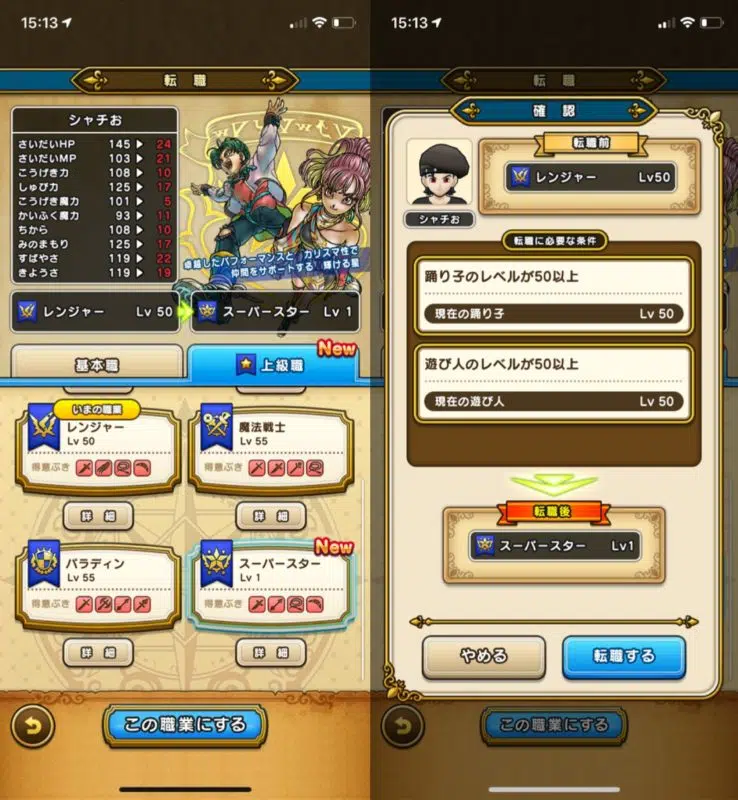 15:13
転職
シャチお
さいだいHP 145 24
さいだいMP 103 21
こうげき力 108 10
しゅび力 125 17
こうげき魔力 101 5
かいふく魔力 93 11
ちから 108 10
みのまもり 125 17
すばやさ 119 22
きようさ 119 19
卓越したパフォーマンスと カリスマ性で
仲間をサポートする 輝ける星
レンジャー Lv 50
スーパースター Lv 1
基本職
上級職
New
いまの職業
レンジャー
Lv 50
得意ぶき
詳細
魔法戦士
Lv 55
得意ぶき
詳細
パラディン
Lv 55
得意ぶき
詳細
New
スーパースター
Lv 1
得意ぶき
詳細
この職業にする
15:13
転職
確認
転職前
レンジャー Lv50
シャチお
転職に必要な条件
踊り子のレベルが50以上
現在の踊り子 Lv 50
遊び人のレベルが50以上
現在の遊び人 Lv 50
転職後
スーパースター Lv1
やめる
転職する
この職業にする